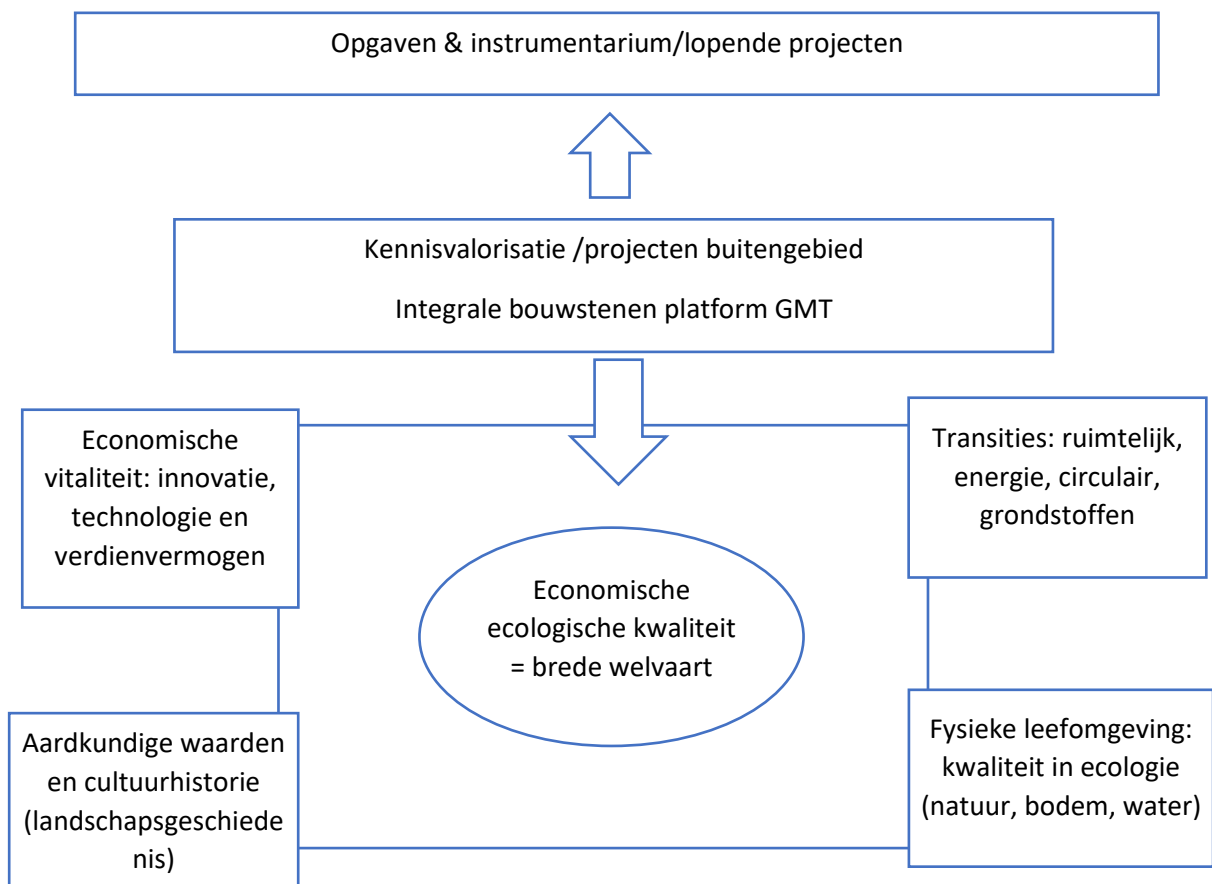 Opgaven & instrumentarium/lopende projecten
Kennisvalorisatie /projecten buitengebied
Integrale bouwstenen platform GMT
Economische
vitaliteit: innovatie,
technologie en
verdienvermogen
Transities: ruimtelijk,
energie, circulair,
grondstoffen
Economische
ecologische kwaliteit
= brede welvaart
Aardkundige waarden
en cultuurhistorie
(landschapsgeschiede
nis)
Fysieke leefomgeving:
kwaliteit in ecologie
(natuur, bodem, water)